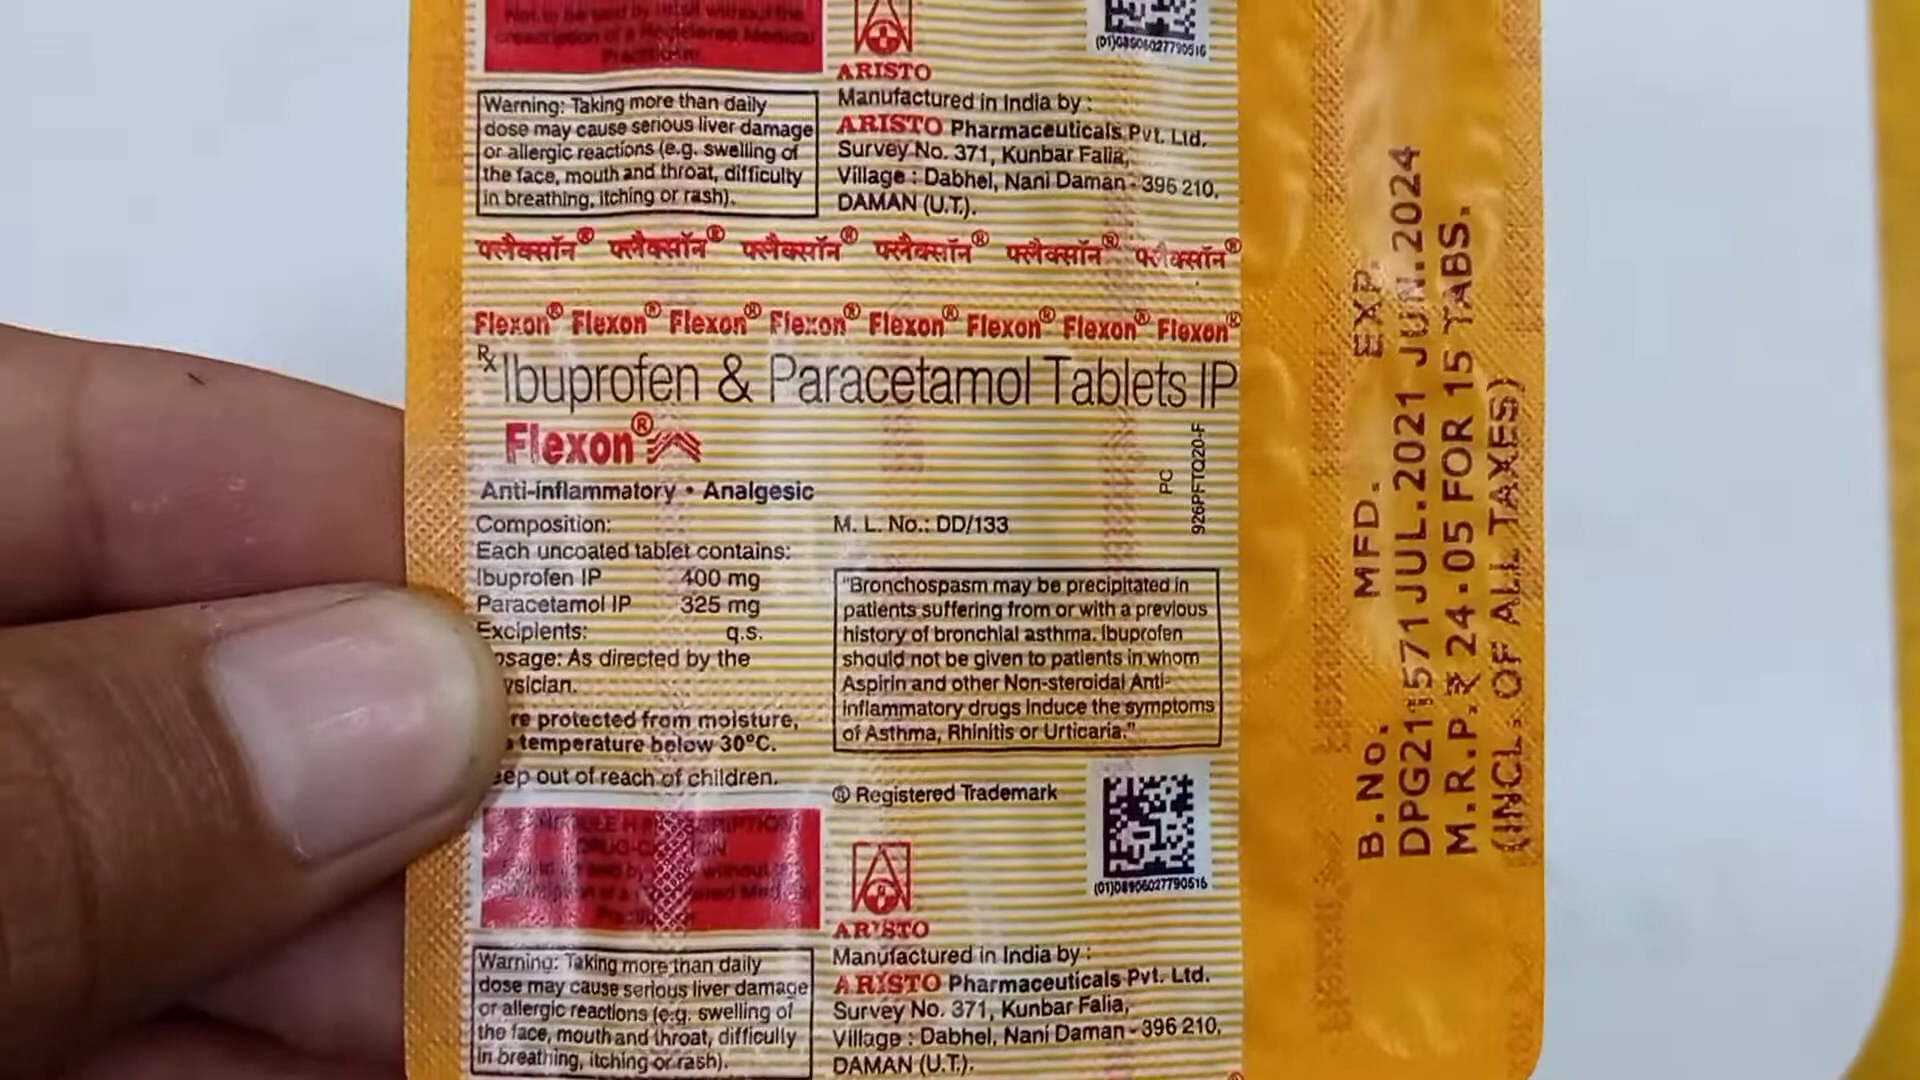 Not to be sold by retail without the
prescription of a Registered Medical
Practitioner
Warning: Taking more than daily
dose may cause serious liver damage
or allergic reactions (e.g. swelling of
the face, mouth and throat, difficulty
in breathing, itching or rash).
(01)08906027790516
ARISTO
Manufactured in India by :
ARISTO Pharmaceuticals Pvt. Ltd.
Survey No. 371, Kunbar Falia,
Village : Dabhel, Nani Daman - 396 210,
DAMAN (U.T.).
फ्लैक्सॉन® फ्लैक्सॉन® फ्लैक्सॉन® फ्लैक्सॉन® फ्लैक्सॉन® फ्लैक्सॉन®
Flexon® Flexon® Flexon® Flexon® Flexon® Flexon® Flexon® Flexon®
Rx Ibuprofen & Paracetamol Tablets IP
Flexon®
Anti-inflammatory • Analgesic
Composition:
Each uncoated tablet contains:
Ibuprofen IP 400 mg
Paracetamol IP 325 mg
Excipients: q.s.
osage: As directed by the
ysician.
re protected from moisture,
temperature below 30°C.
eep out of reach of children.
PC
926PFTQ20-F
M. L. No.: DD/133
"Bronchospasm may be precipitated in
patients suffering from or with a previous
history of bronchial asthma. Ibuprofen
should not be given to patients in whom
Aspirin and other Non-steroidal Anti-
inflammatory drugs induce the symptoms
of Asthma, Rhinitis or Urticaria."
® Registered Trademark
(01)08906027790516
ARISTO
Manufactured in India by :
ARISTO Pharmaceuticals Pvt. Ltd.
Survey No. 371, Kunbar Falia,
Village : Dabhel, Nani Daman - 396 210,
DAMAN (U.T.).
Warning: Taking more than daily
dose may cause serious liver damage
or allergic reactions (e.g. swelling of
the face, mouth and throat, difficulty
in breathing, itching or rash).
B.No. MFD. EXP.
DPG211571 JUL.2021 JUN.2024
M.R.P.₹ 24.05 FOR 15 TABS.
(INCL. OF ALL TAXES)